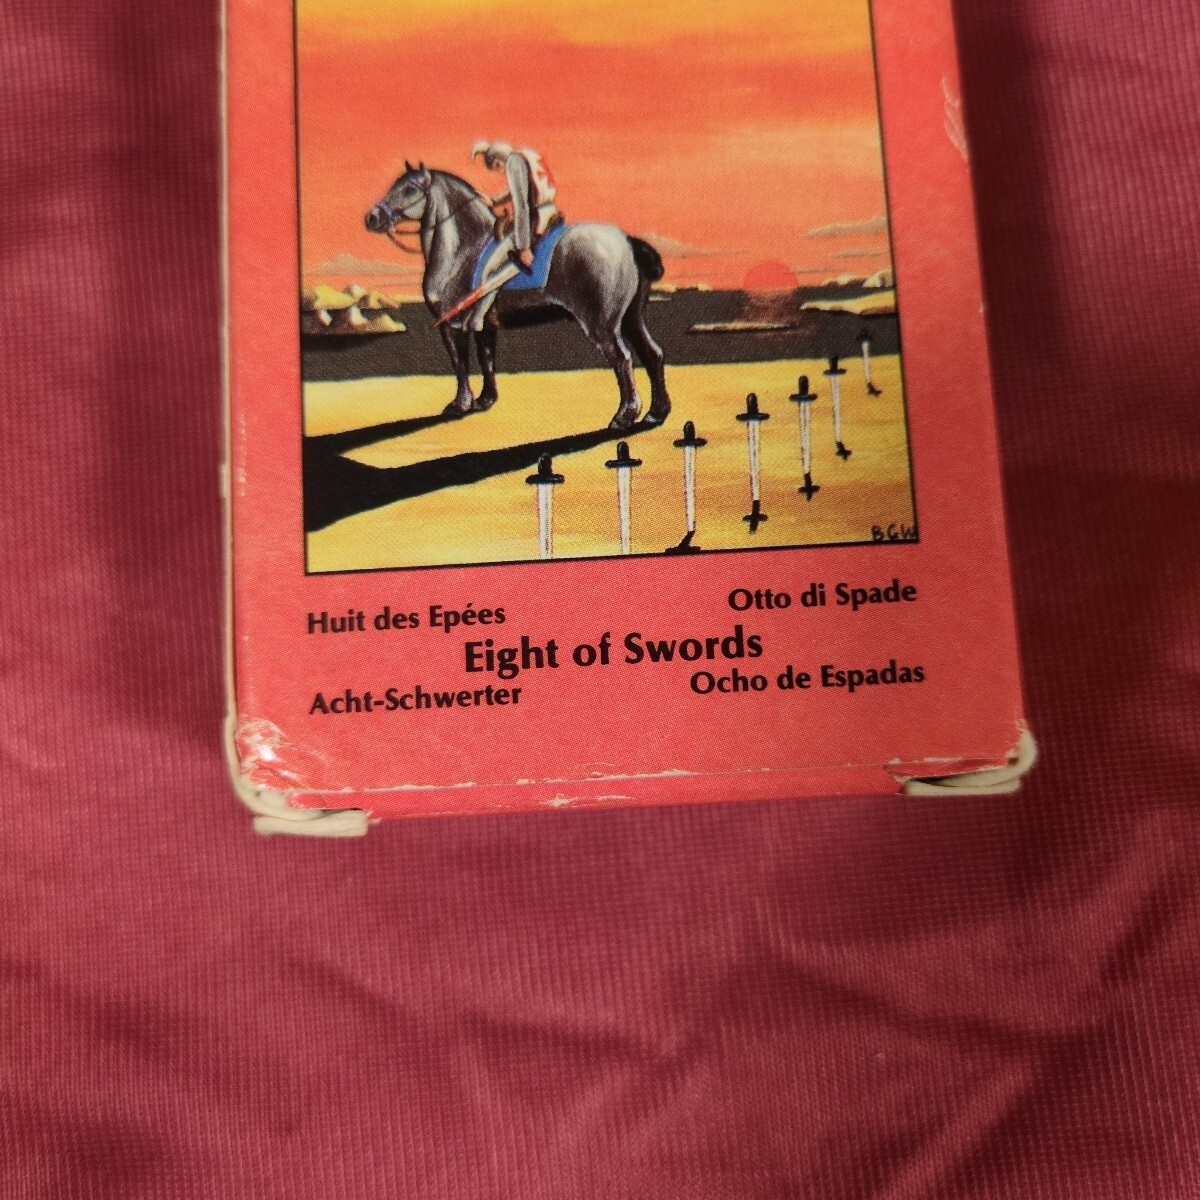 BGW
Huit des Epées
Otto di Spade
Eight of Swords
Acht-Schwerter
Ocho de Espadas